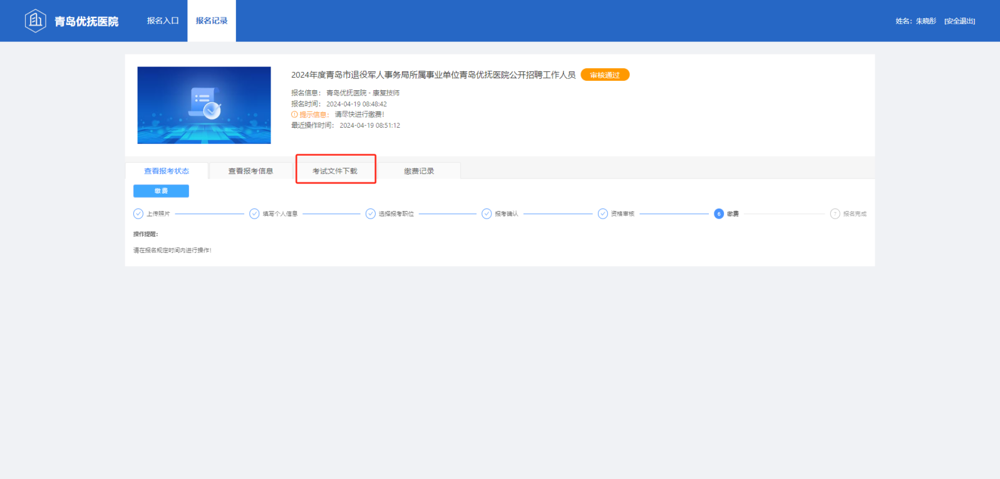 青岛优抚医院 报名入口 报名记录 姓名：朱晓彤 [安全退出]
2024年度青岛市退役军人事务局所属事业单位青岛优抚医院公开招聘工作人员 审核通过
报名信息： 青岛优抚医院 - 康复技师
报名时间： 2024-04-19 08:48:42
提示信息： 请尽快进行缴费！
最近操作时间： 2024-04-19 08:51:12
查看报考状态 查看报考信息 考试文件下载 缴费记录
缴费
上传照片 填写个人信息 选择报考职位 报考确认 资格审核 6 缴费 7 报名完成
操作提醒：
请在报名规定时间内进行操作！